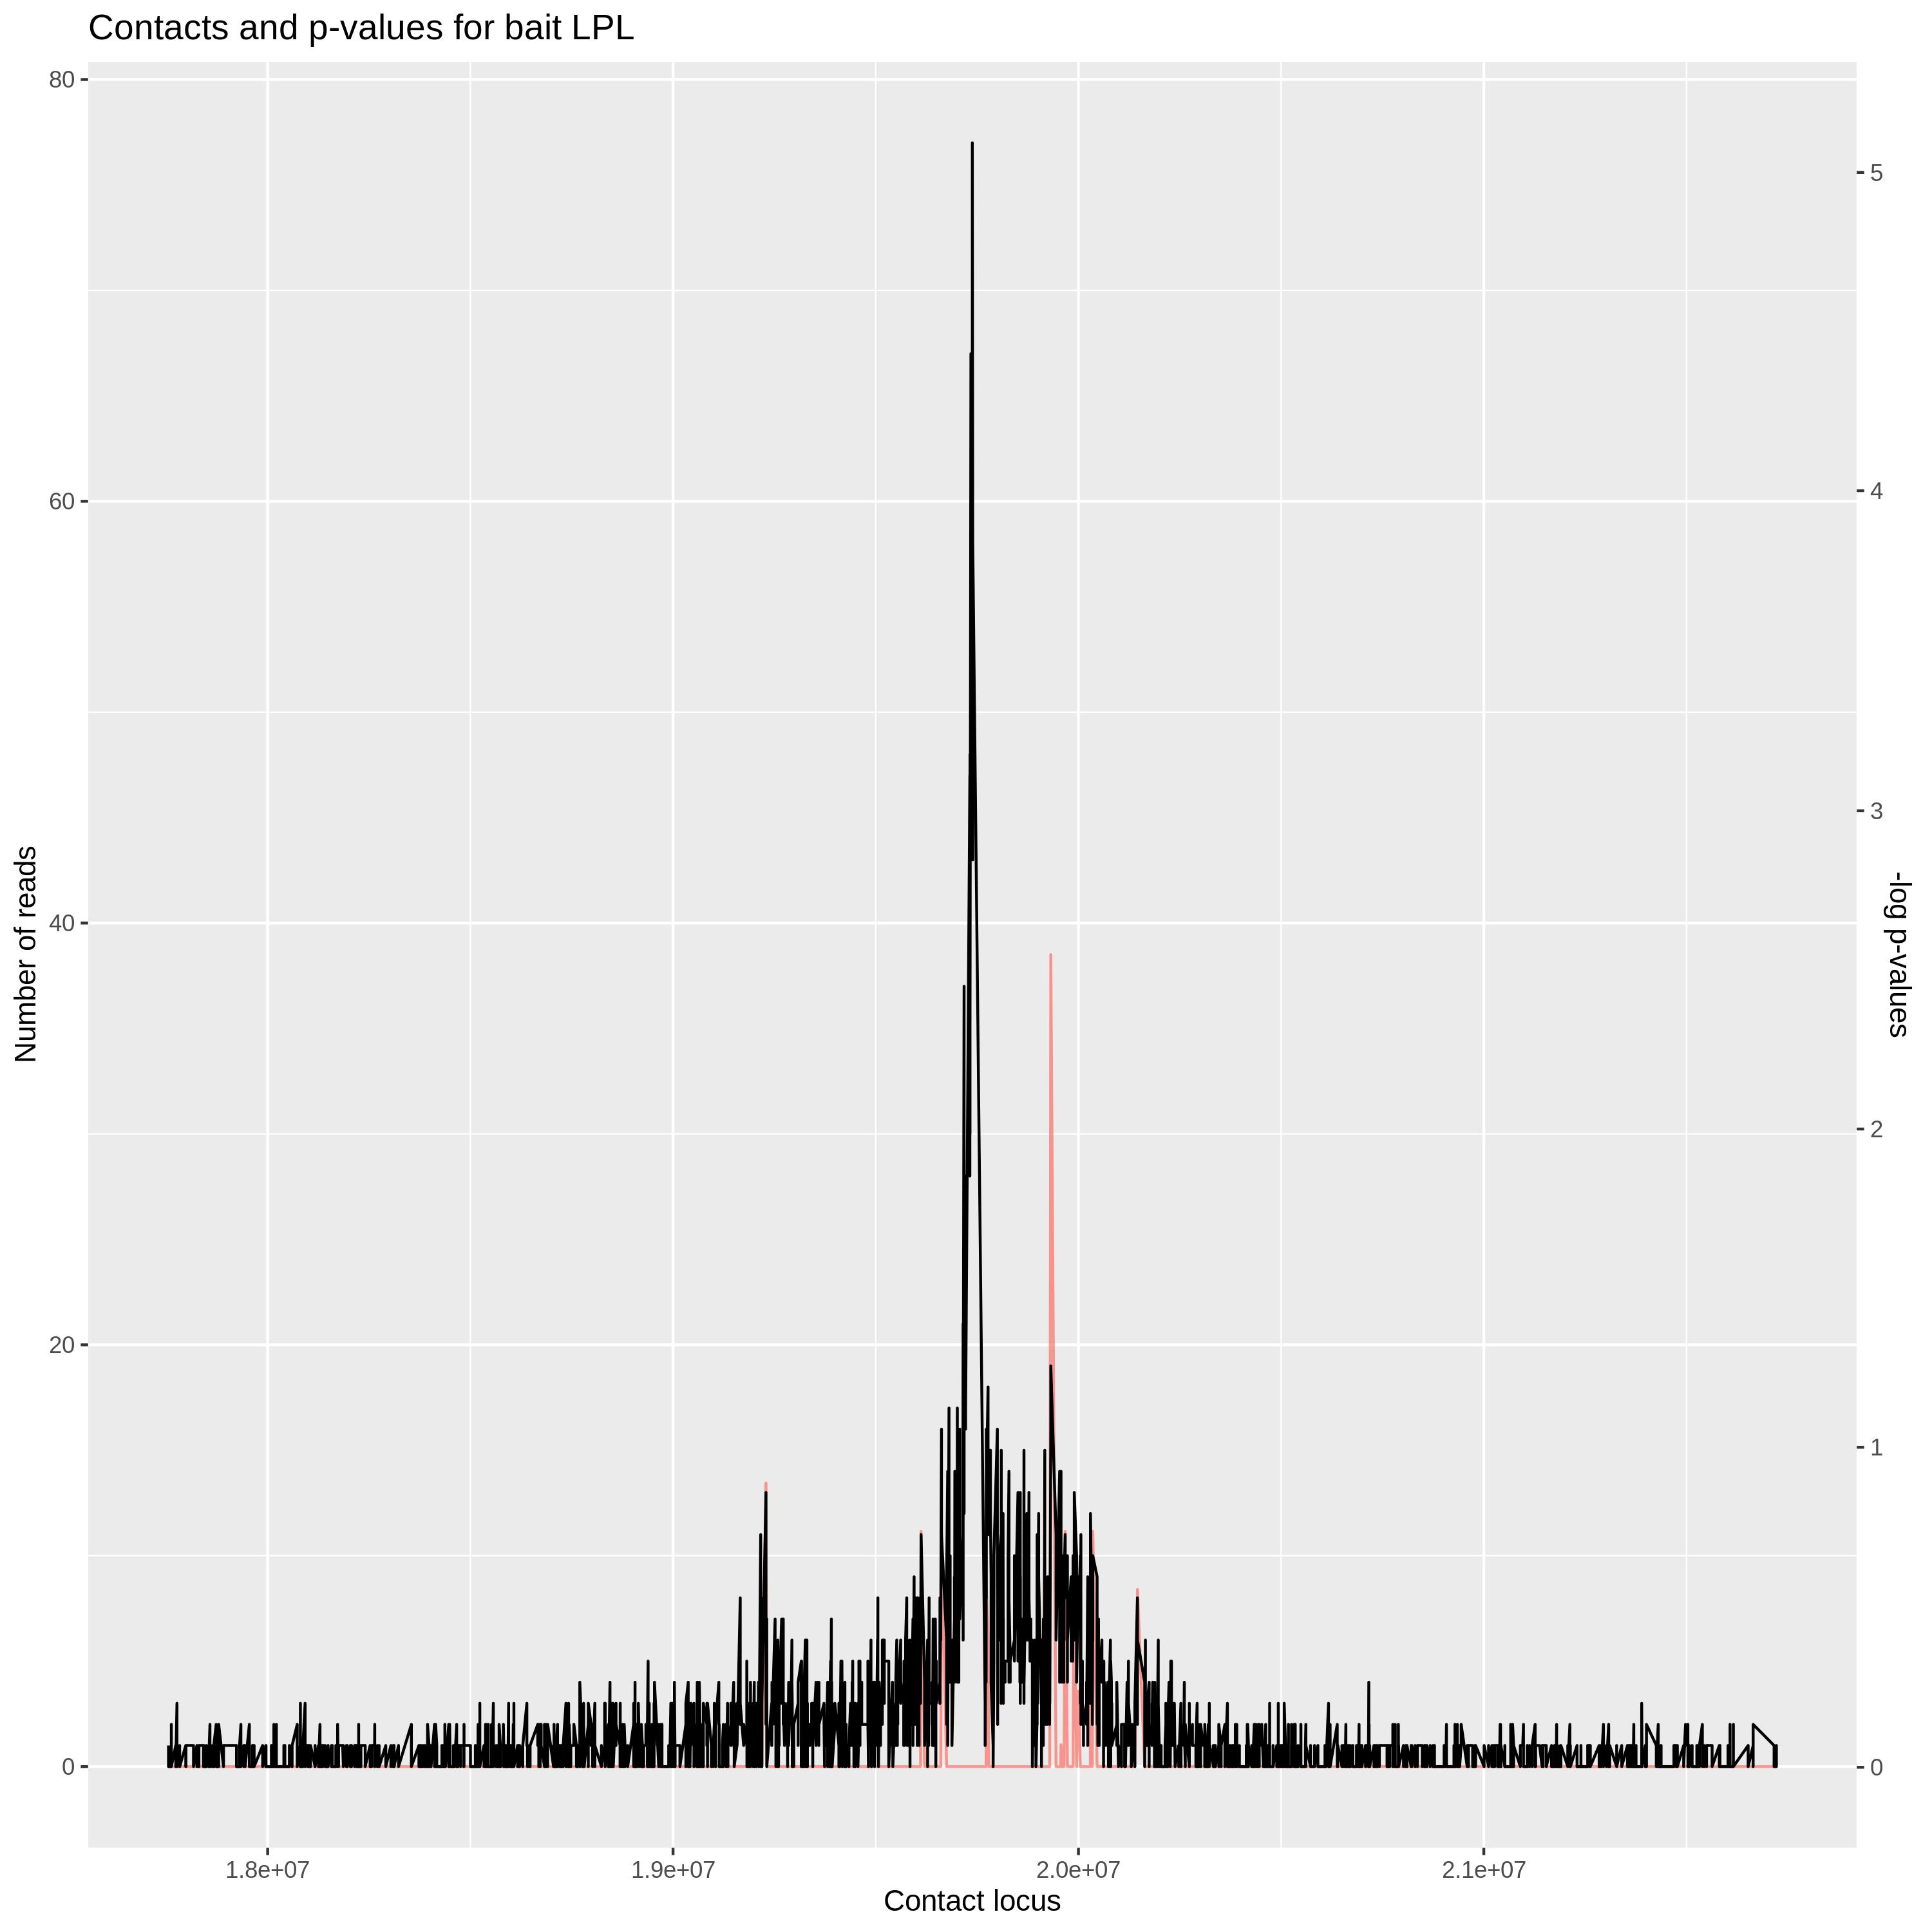 Contacts and p-values for bait LPL
80
60
40
20
0
Number of reads
5
4
3
2
1
0
-log p-values
1.8e+07
1.9e+07
2.0e+07
2.1e+07
Contact locus